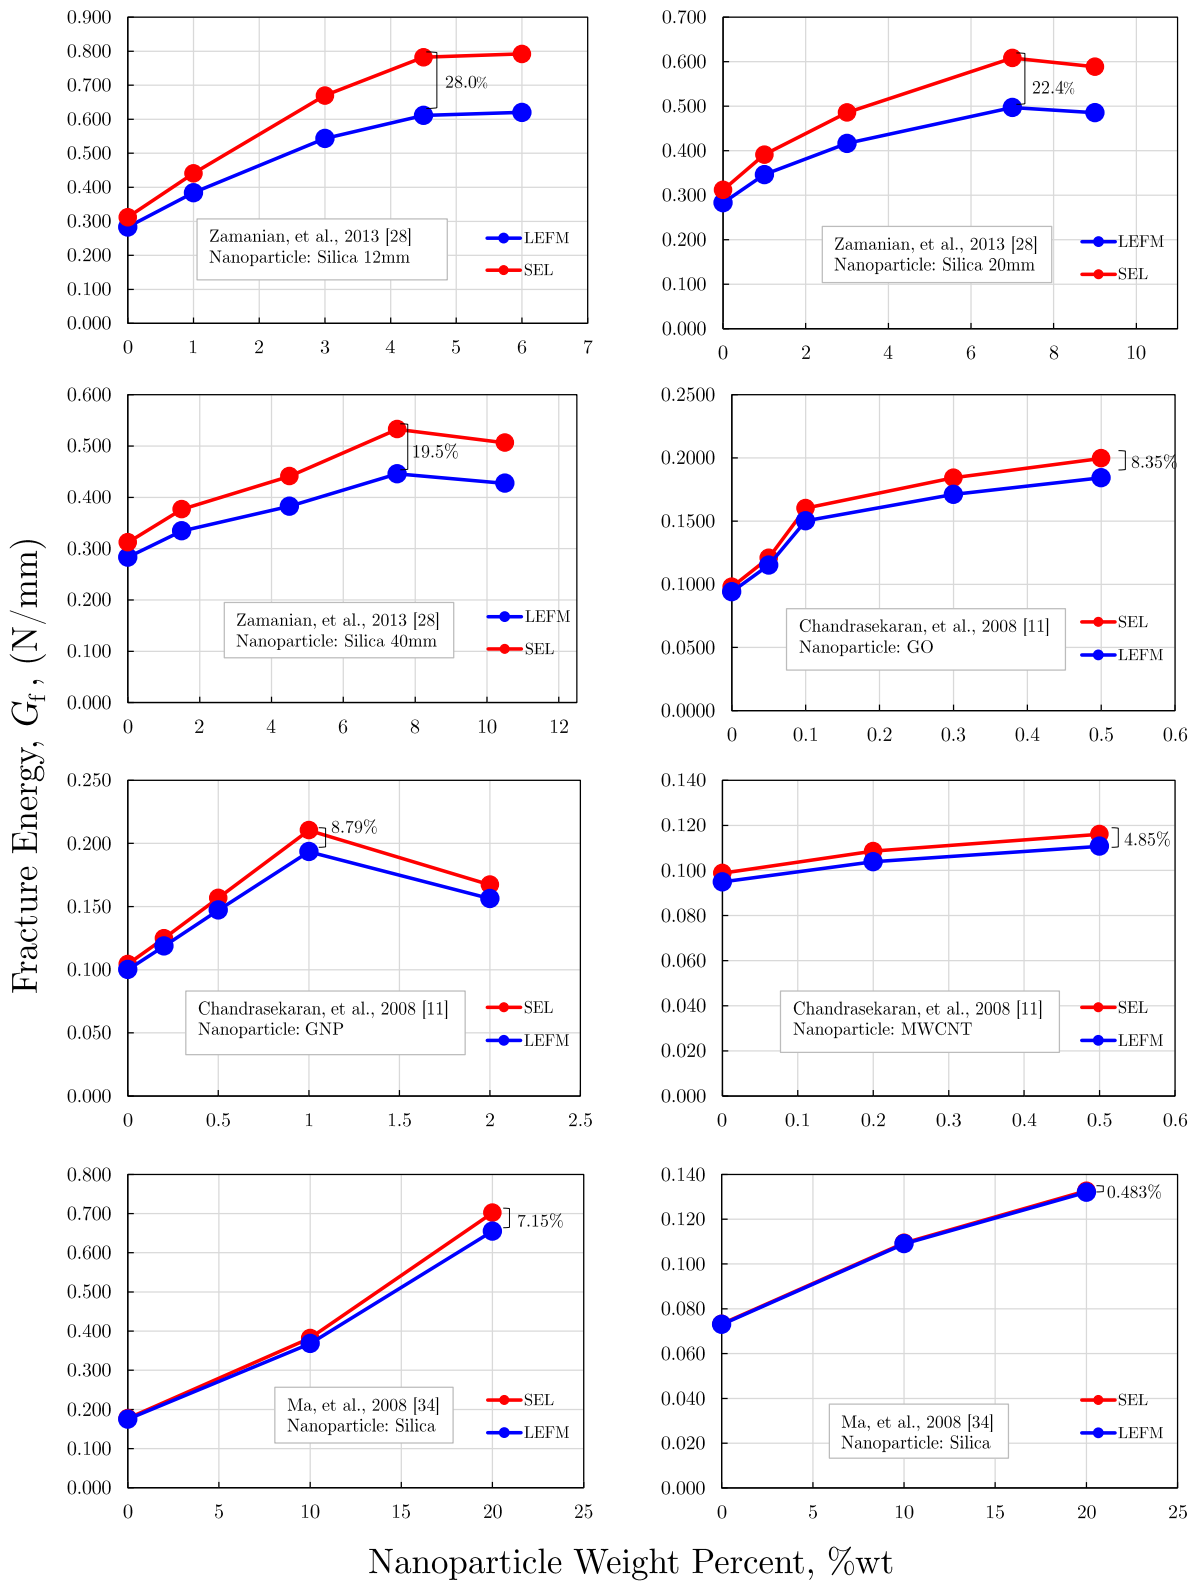 Fracture Energy, Gf, (N/mm)
0.900
0.800
0.700
0.600
0.500
0.400
0.300
0.200
0.100
0.000
0 1 2 3 4 5 6 7
28.0%
Zamanian, et al., 2013 [28]
Nanoparticle: Silica 12mm
LEFM
SEL
0.700
0.600
0.500
0.400
0.300
0.200
0.100
0.000
0 2 4 6 8 10
22.4%
Zamanian, et al., 2013 [28]
Nanoparticle: Silica 20mm
LEFM
SEL
0.600
0.500
0.400
0.300
0.200
0.100
0.000
0 2 4 6 8 10 12
19.5%
Zamanian, et al., 2013 [28]
Nanoparticle: Silica 40mm
LEFM
SEL
0.2500
0.2000
0.1500
0.1000
0.0500
0.0000
0 0.1 0.2 0.3 0.4 0.5 0.6
8.35%
Chandrasekaran, et al., 2008 [11]
Nanoparticle: GO
SEL
LEFM
0.250
0.200
0.150
0.100
0.050
0.000
0 0.5 1 1.5 2 2.5
8.79%
Chandrasekaran, et al., 2008 [11]
Nanoparticle: GNP
SEL
LEFM
0.140
0.120
0.100
0.080
0.060
0.040
0.020
0.000
0 0.1 0.2 0.3 0.4 0.5 0.6
4.85%
Chandrasekaran, et al., 2008 [11]
Nanoparticle: MWCNT
SEL
LEFM
0.800
0.700
0.600
0.500
0.400
0.300
0.200
0.100
0.000
0 5 10 15 20 25
7.15%
Ma, et al., 2008 [34]
Nanoparticle: Silica
SEL
LEFM
0.140
0.120
0.100
0.080
0.060
0.040
0.020
0.000
0 5 10 15 20 25
0.483%
Ma, et al., 2008 [34]
Nanoparticle: Silica
SEL
LEFM
Nanoparticle Weight Percent, %wt